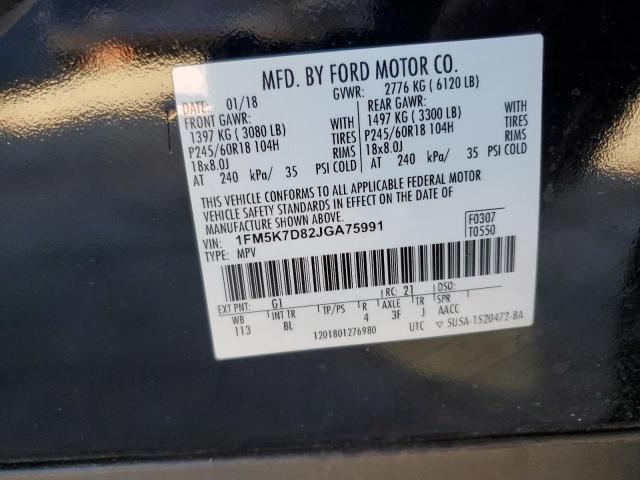 MFD. BY FORD MOTOR CO.
DATE: 01/18 GVWR: 2776 KG ( 6120 LB)
FRONT GAWR: REAR GAWR:
1397 KG ( 3080 LB) WITH 1497 KG ( 3300 LB) WITH
P245/60R18 104H TIRES P245/60R18 104H TIRES
18x8.0J RIMS 18x8.0J RIMS
AT 240 kPa/ 35 PSI COLD AT 240 kPa/ 35 PSI COLD
THIS VEHICLE CONFORMS TO ALL APPLICABLE FEDERAL MOTOR
VEHICLE SAFETY STANDARDS IN EFFECT ON THE DATE OF
MANUFACTURE SHOWN ABOVE.
VIN: 1FM5K7D82JGA75991 F0307
TYPE: MPV T0550
EXT PNT: G1 RC: 21 DSO:
WB INT TR TP/PS R AXLE TR SPR
113 BL 4 3F J AACC
1201801276980 UTC ▽ 5U5A-1520472-BA